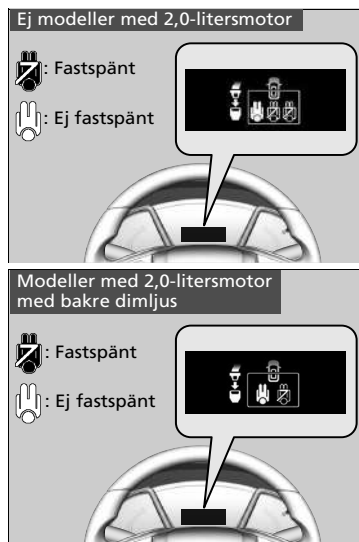 Ej modeller med 2,0-litersmotor
: Fastspänt
: Ej fastspänt
Modeller med 2,0-litersmotor
med bakre dimljus
: Fastspänt
: Ej fastspänt